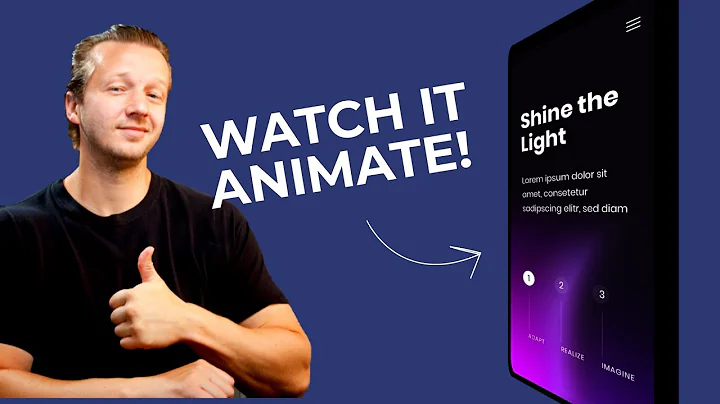 WATCH IT
ANIMATE!
Shine the
Light
Lorem ipsum dolor sit
amet, consetetur
sadipscing elitr, sed diam
1
2
3
ADAPT
REALIZE
IMAGINE